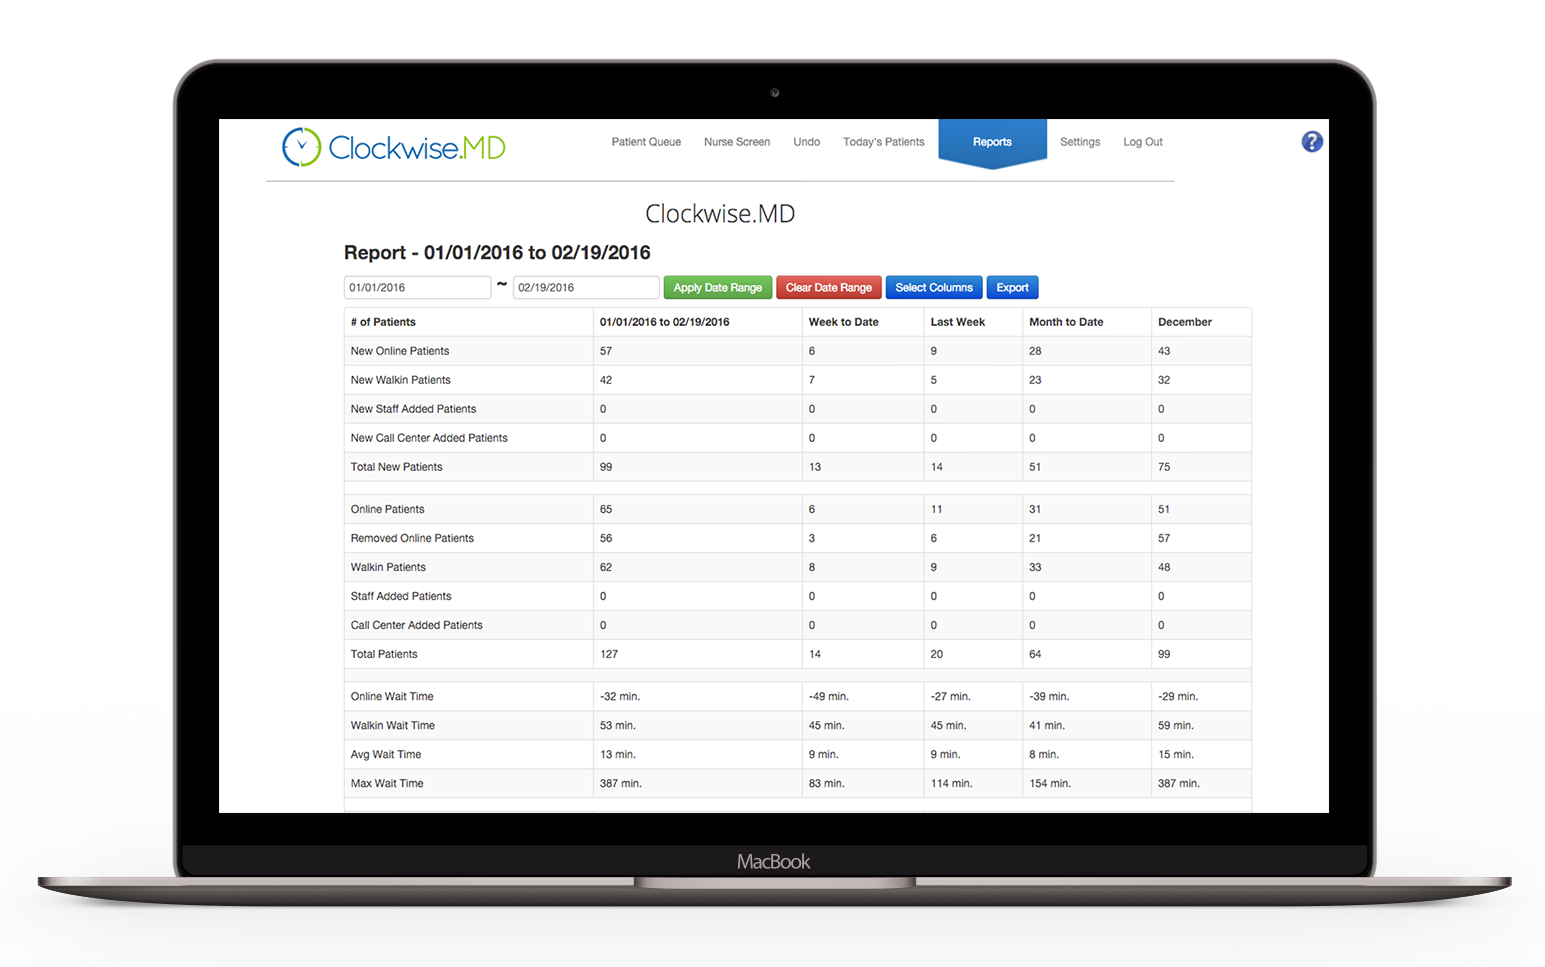 Clockwise.MD
Patient Queue Nurse Screen Undo Today's Patients Reports Settings Log Out ?
Clockwise.MD
Report - 01/01/2016 to 02/19/2016
01/01/2016 ~ 02/19/2016 Apply Date Range Clear Date Range Select Columns Export
# of Patients 01/01/2016 to 02/19/2016 Week to Date Last Week Month to Date December
New Online Patients 57 6 9 28 43
New Walkin Patients 42 7 5 23 32
New Staff Added Patients 0 0 0 0 0
New Call Center Added Patients 0 0 0 0 0
Total New Patients 99 13 14 51 75
Online Patients 65 6 11 31 51
Removed Online Patients 56 3 6 21 57
Walkin Patients 62 8 9 33 48
Staff Added Patients 0 0 0 0 0
Call Center Added Patients 0 0 0 0 0
Total Patients 127 14 20 64 99
Online Wait Time -32 min. -49 min. -27 min. -39 min. -29 min.
Walkin Wait Time 53 min. 45 min. 45 min. 41 min. 59 min.
Avg Wait Time 13 min. 9 min. 9 min. 8 min. 15 min.
Max Wait Time 387 min. 83 min. 114 min. 154 min. 387 min.
MacBook